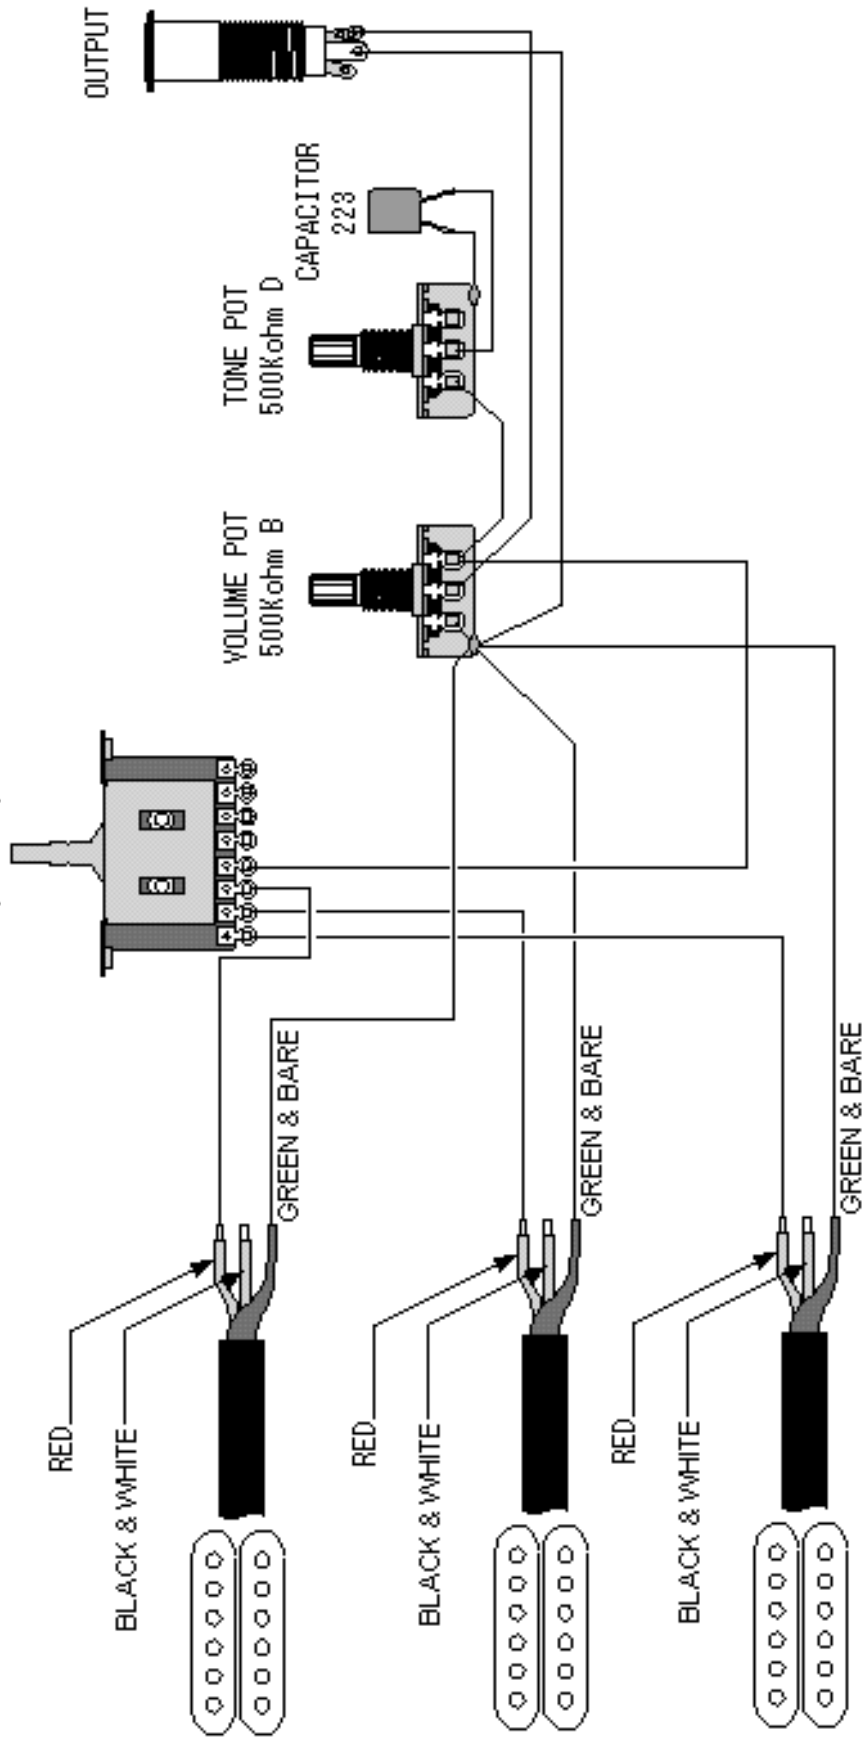 OUTPUT
CAPACITOR
223
TONE POT
500Kohm D
VOLUME POT
500Kohm B
GREEN & BARE
GREEN & BARE
GREEN & BARE
RED
BLACK & WHITE
RED
BLACK & WHITE
RED
BLACK & WHITE